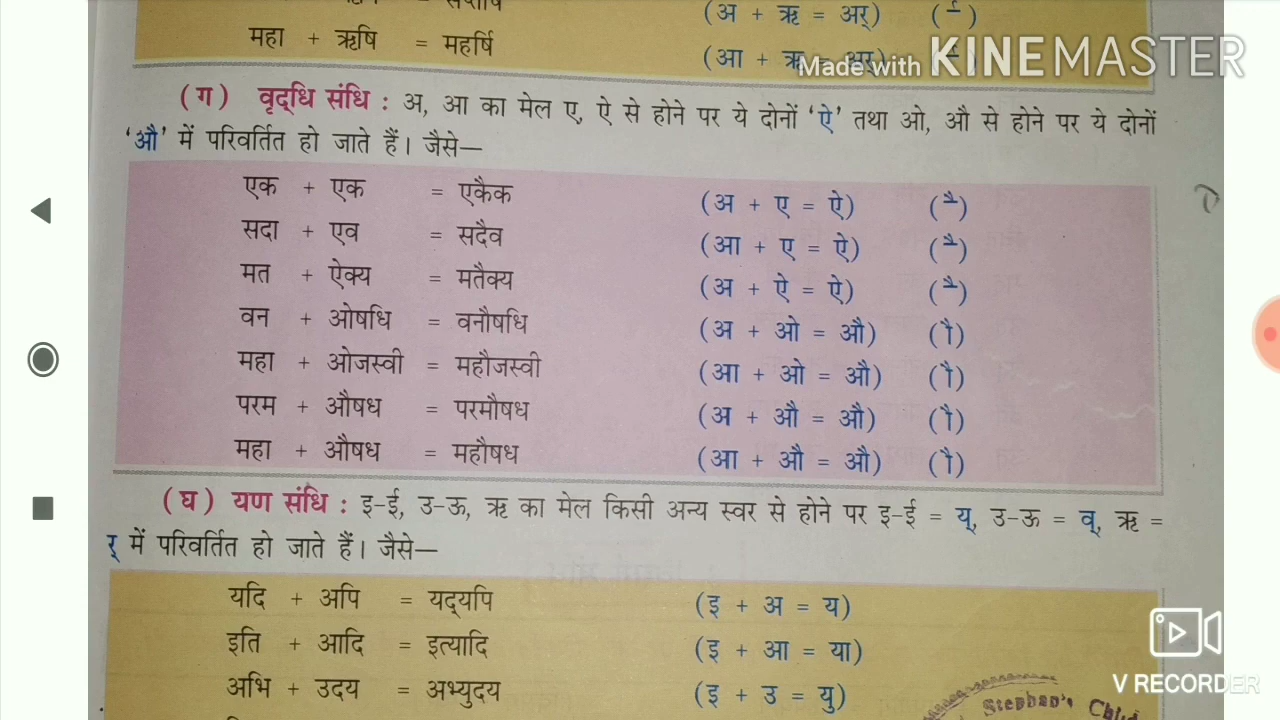 (अ + ऋ = अर्) (र्)
महा + ऋषि = महर्षि (आ + ऋ = अर्)
Made with KINEMASTER
(ग) वृद्धि संधि : अ, आ का मेल ए, ऐ से होने पर ये दोनों ‘ऐ’ तथा ओ, औ से होने पर ये दोनों
‘औ’ में परिवर्तित हो जाते हैं। जैसे—
एक + एक = एकैक (अ + ए = ऐ) (ै)
सदा + एव = सदैव (आ + ए = ऐ) (ै)
मत + ऐक्य = मतैक्य (अ + ऐ = ऐ) (ै)
वन + ओषधि = वनौषधि (अ + ओ = औ) (ौ)
महा + ओजस्वी = महौजस्वी (आ + ओ = औ) (ौ)
परम + औषध = परमौषध (अ + औ = औ) (ौ)
महा + औषध = महौषध (आ + औ = औ) (ौ)
(घ) यण संधि : इ-ई, उ-ऊ, ऋ का मेल किसी अन्य स्वर से होने पर इ-ई = य्, उ-ऊ = व्, ऋ =
र् में परिवर्तित हो जाते हैं। जैसे—
यदि + अपि = यद्यपि (इ + अ = य)
इति + आदि = इत्यादि (इ + आ = या)
अभि + उदय = अभ्युदय (इ + उ = यु)
V RECORDER
Stephan's